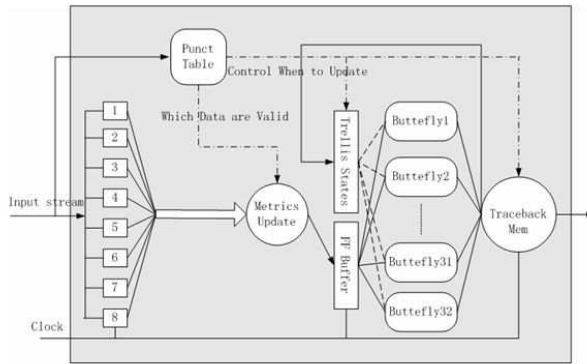 Punct
Table
Control When to Update
Which Data are Valid
1
2
3
4
5
6
7
8
Input stream
Metrics
Update
Trellis States
FF Buffer
Buttefly1
Buttefly2
Buttefly31
Buttefly32
Traceback
Mem
Clock